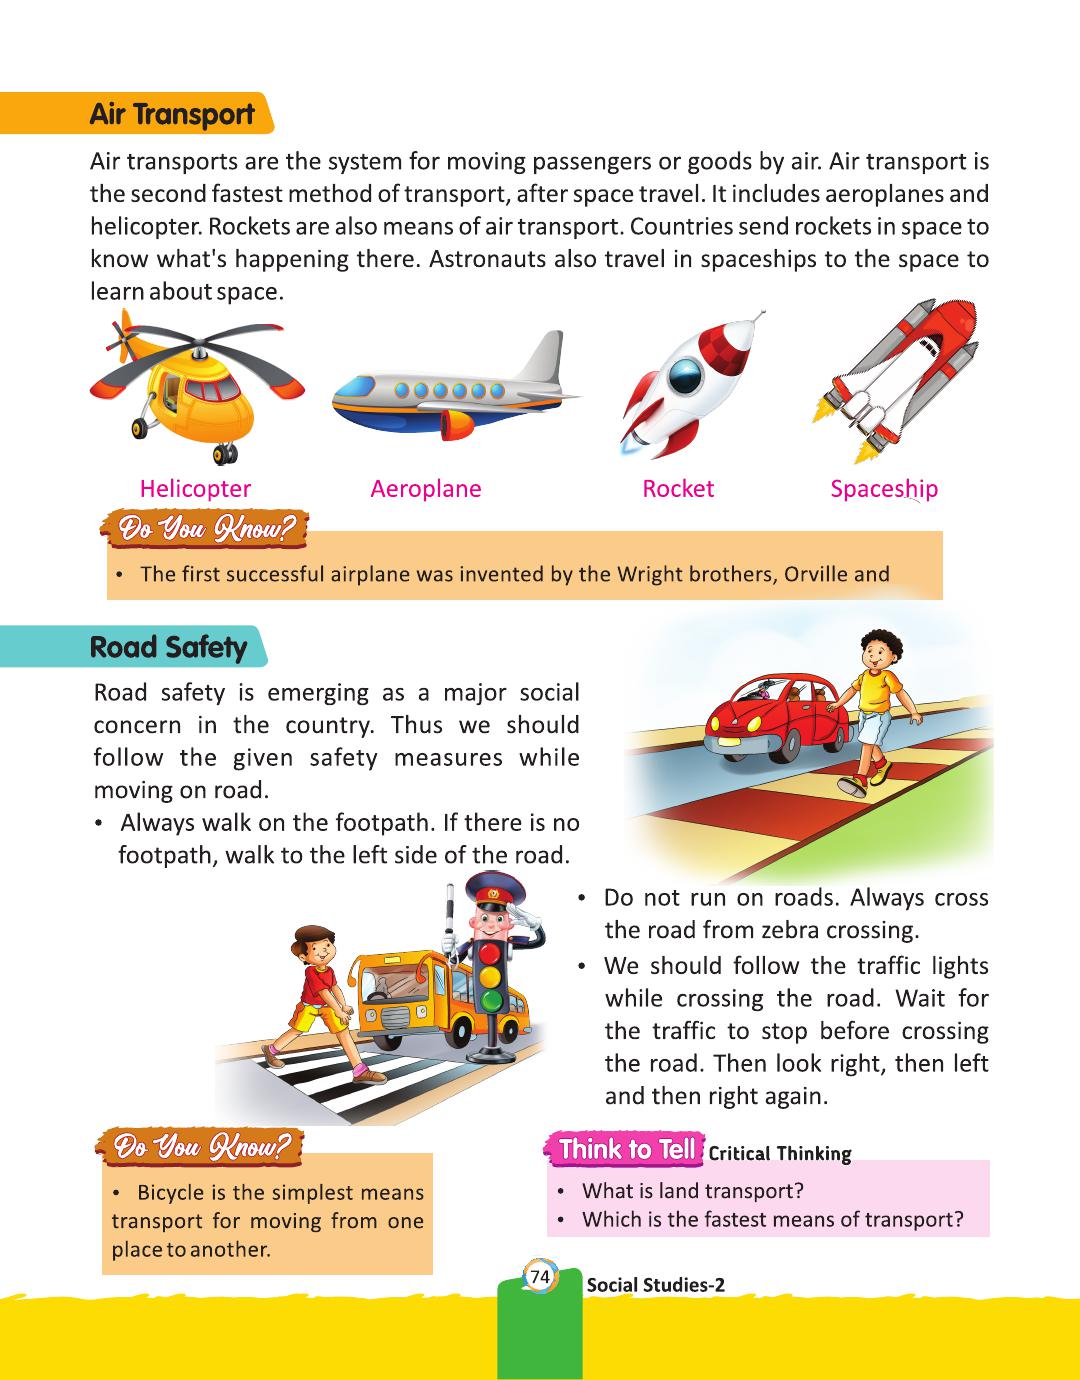 Air Transport
Air transports are the system for moving passengers or goods by air. Air transport is
the second fastest method of transport, after space travel. It includes aeroplanes and
helicopter. Rockets are also means of air transport. Countries send rockets in space to
know what's happening there. Astronauts also travel in spaceships to the space to
learn about space.
Helicopter
Aeroplane
Rocket
Spaceship
Do You Know?
• The first successful airplane was invented by the Wright brothers, Orville and
Road Safety
Road safety is emerging as a major social
concern in the country. Thus we should
follow the given safety measures while
moving on road.
• Always walk on the footpath. If there is no
footpath, walk to the left side of the road.
• Do not run on roads. Always cross
the road from zebra crossing.
• We should follow the traffic lights
while crossing the road. Wait for
the traffic to stop before crossing
the road. Then look right, then left
and then right again.
Do You Know?
• Bicycle is the simplest means
transport for moving from one
place to another.
Think to Tell Critical Thinking
• What is land transport?
• Which is the fastest means of transport?
74
Social Studies-2